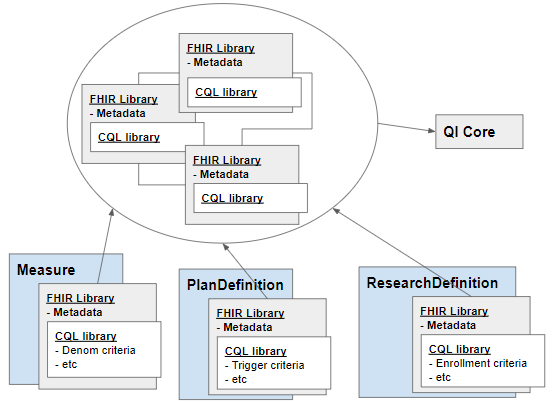 FHIR Library
- Metadata
CQL library
FHIR Library
- Metadata
CQL library
QI Core
FHIR Library
- Metadata
CQL library
Measure
FHIR Library
- Metadata
CQL library
- Denom criteria
- etc
PlanDefinition
FHIR Library
- Metadata
CQL library
- Trigger criteria
- etc
ResearchDefinition
FHIR Library
- Metadata
CQL library
- Enrollment criteria
- etc